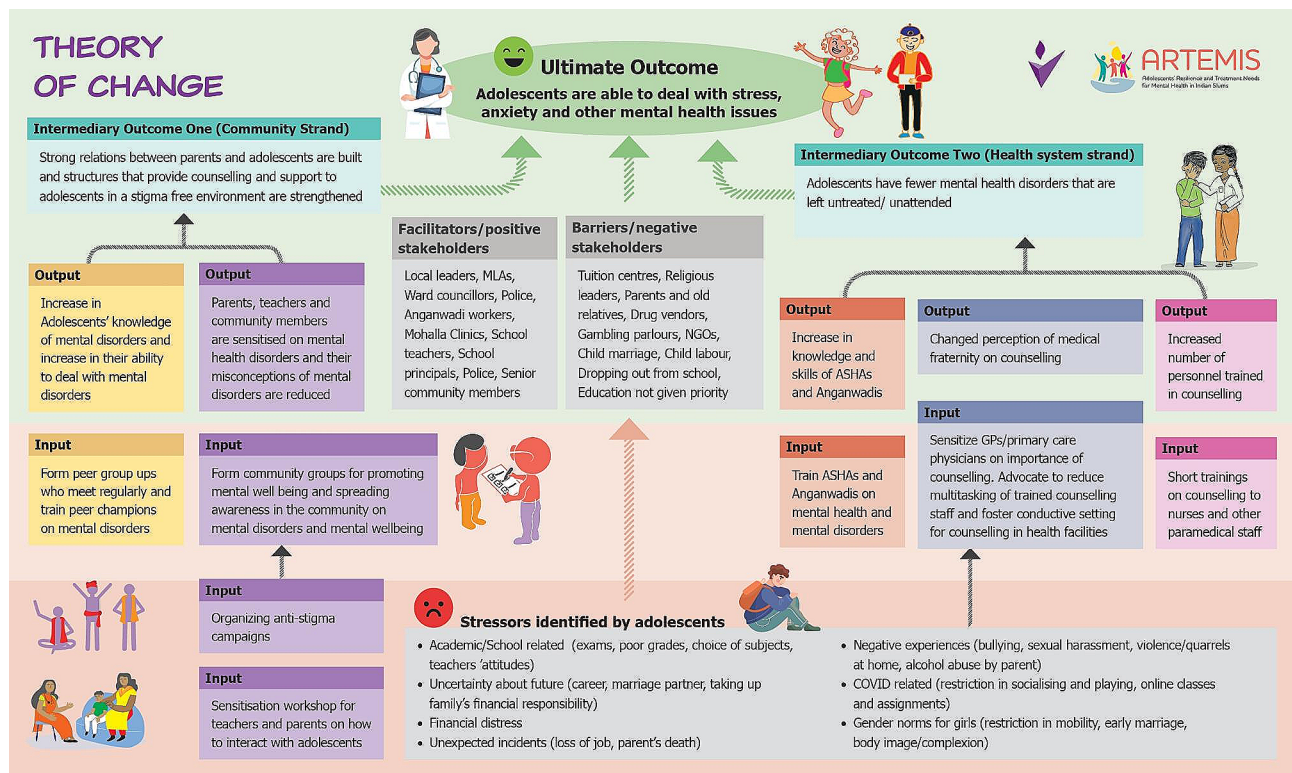 THEORY
OF CHANGE
Ultimate Outcome
Adolescents are able to deal with stress,
anxiety and other mental health issues
ARTEMIS
Adolescents' Resilience and Treatment Needs
for Mental Health in Indian Slums
Intermediary Outcome One (Community Strand)
Strong relations between parents and adolescents are built
and structures that provide counselling and support to
adolescents in a stigma free environment are strengthened
Intermediary Outcome Two (Health system strand)
Adolescents have fewer mental health disorders that are
left untreated/ unattended
Output
Increase in
Adolescents' knowledge
of mental disorders and
increase in their ability
to deal with mental
disorders
Output
Parents, teachers and
community members
are sensitised on mental
health disorders and their
misconceptions of mental
disorders are reduced
Facilitators/positive
stakeholders
Local leaders, MLAs,
Ward councillors, Police,
Anganwadi workers,
Mohalla Clinics, School
teachers, School
principals, Police, Senior
community members
Barriers/negative
stakeholders
Tuition centres, Religious
leaders, Parents and old
relatives, Drug vendors,
Gambling parlours, NGOs,
Child marriage, Child labour,
Dropping out from school,
Education not given priority
Output
Increase in
knowledge and
skills of ASHAs
and Anganwadis
Output
Changed perception of medical
fraternity on counselling
Output
Increased
number of
personnel trained
in counselling
Input
Form peer group ups
who meet regularly and
train peer champions
on mental disorders
Input
Form community groups for promoting
mental well being and spreading
awareness in the community on
mental disorders and mental wellbeing
Input
Train ASHAs and
Anganwadis on
mental health and
mental disorders
Input
Sensitize GPs/primary care
physicians on importance of
counselling. Advocate to reduce
multitasking of trained counselling
staff and foster conductive setting
for counselling in health facilities
Input
Short trainings
on counselling to
nurses and other
paramedical staff
Input
Organizing anti-stigma
campaigns
Input
Sensitisation workshop for
teachers and parents on how
to interact with adolescents
Stressors identified by adolescents
• Academic/School related (exams, poor grades, choice of subjects,
teachers 'attitudes)
• Uncertainty about future (career, marriage partner, taking up
family's financial responsibility)
• Financial distress
• Unexpected incidents (loss of job, parent's death)
• Negative experiences (bullying, sexual harassment, violence/quarrels
at home, alcohol abuse by parent)
• COVID related (restriction in socialising and playing, online classes
and assignments)
• Gender norms for girls (restriction in mobility, early marriage,
body image/complexion)